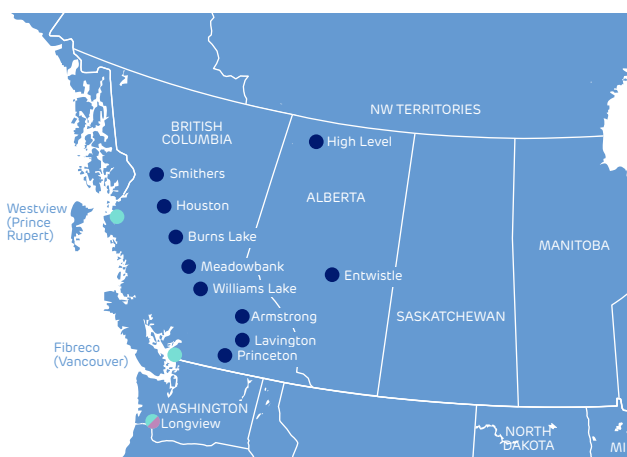 NW TERRITORIES
BRITISH
COLUMBIA
High Level
Smithers
ALBERTA
Westview
(Prince
Rupert)
Houston
Burns Lake
MANITOBA
Meadowbank
Entwistle
Williams Lake
Armstrong
SASKATCHEWAN
Lavington
Fibreco
(Vancouver)
Princeton
WASHINGTON
Longview
NORTH
DAKOTA
MI